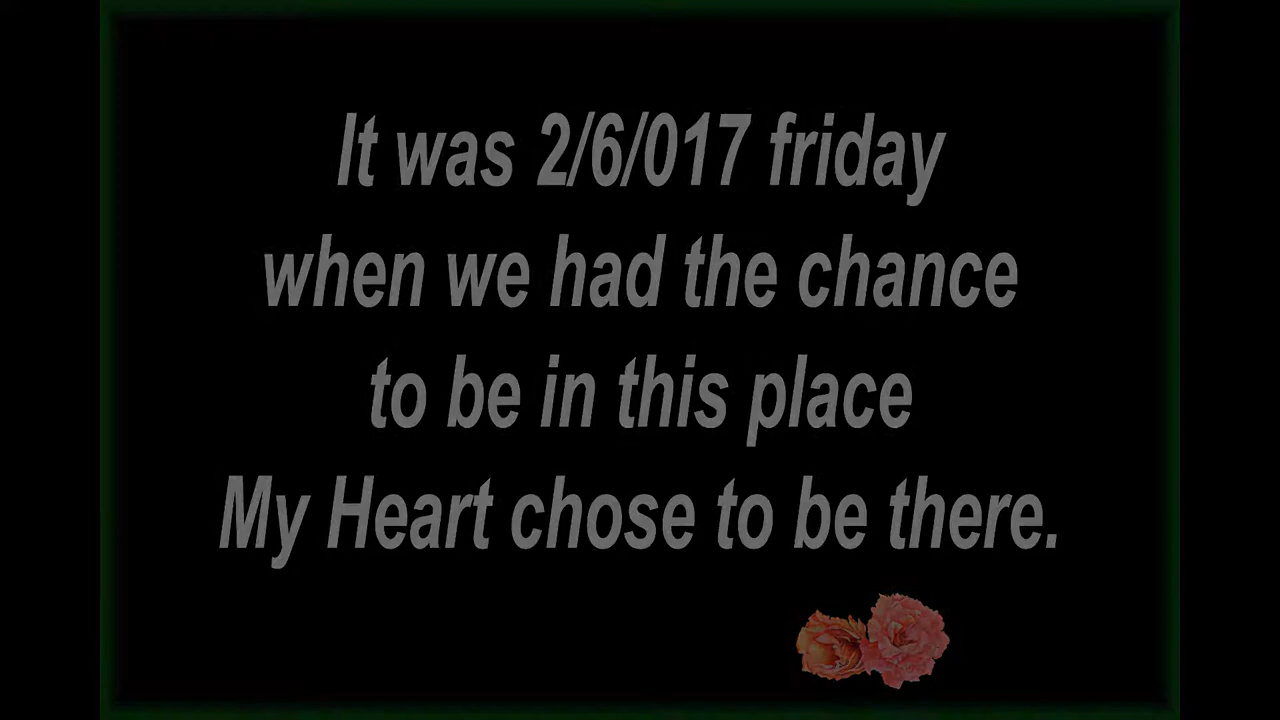 It was 2/6/017 friday
when we had the chance
to be in this place
My Heart chose to be there.